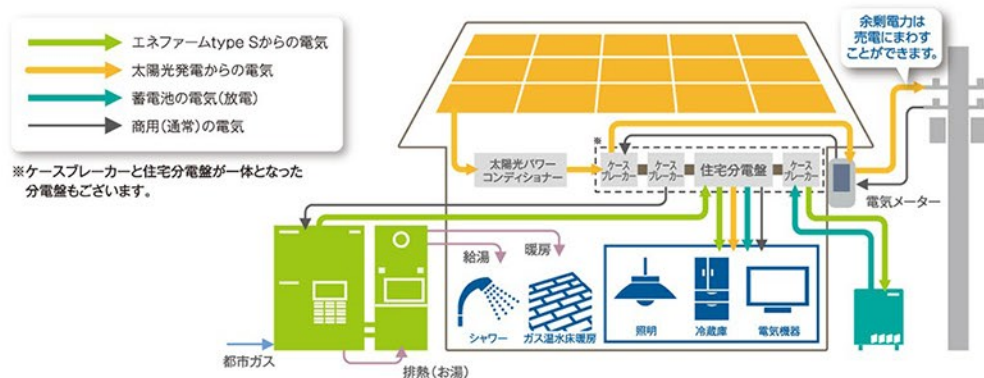 エネファームtype Sからの電気
太陽光発電からの電気
蓄電池の電気(放電)
商用(通常)の電気
※ケースブレーカーと住宅分電盤が一体となった
分電盤もございます。
余剰電力は
売電にまわす
ことができます。
※
太陽光パワー
コンディショナー
ケース
ブレーカー
ケース
ブレーカー
住宅分電盤
ケース
ブレーカー
電気メーター
給湯
暖房
シャワー
ガス温水床暖房
照明
冷蔵庫
電気機器
都市ガス
排熱(お湯)